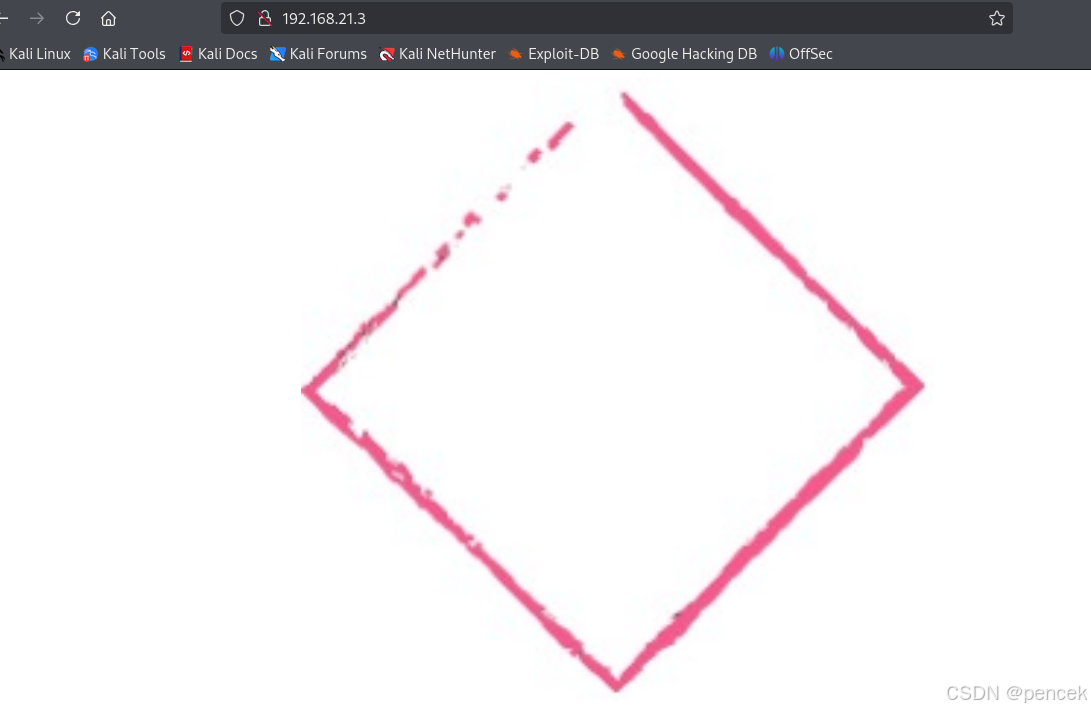 192.168.21.3
Kali Linux Kali Tools Kali Docs Kali Forums Kali NetHunter Exploit-DB Google Hacking DB OffSec
CSDN @pencek